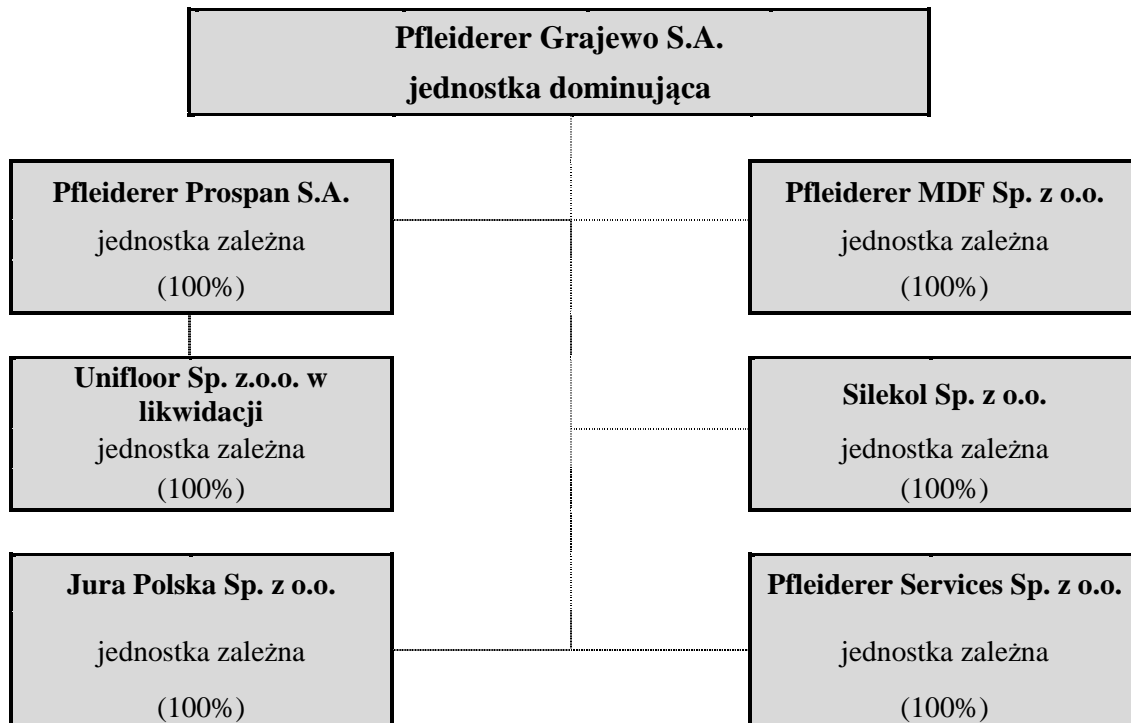 Pfleiderer Grajewo S.A.
jednostka dominująca
Pfleiderer Prospan S.A.
jednostka zależna
(100%)
Pfleiderer MDF Sp. z o.o.
jednostka zależna
(100%)
Unifloor Sp. z.o.o. w
likwidacji
jednostka zależna
(100%)
Silekol Sp. z o.o.
jednostka zależna
(100%)
Jura Polska Sp. z o.o.
jednostka zależna
(100%)
Pfleiderer Services Sp. z o.o.
jednostka zależna
(100%)